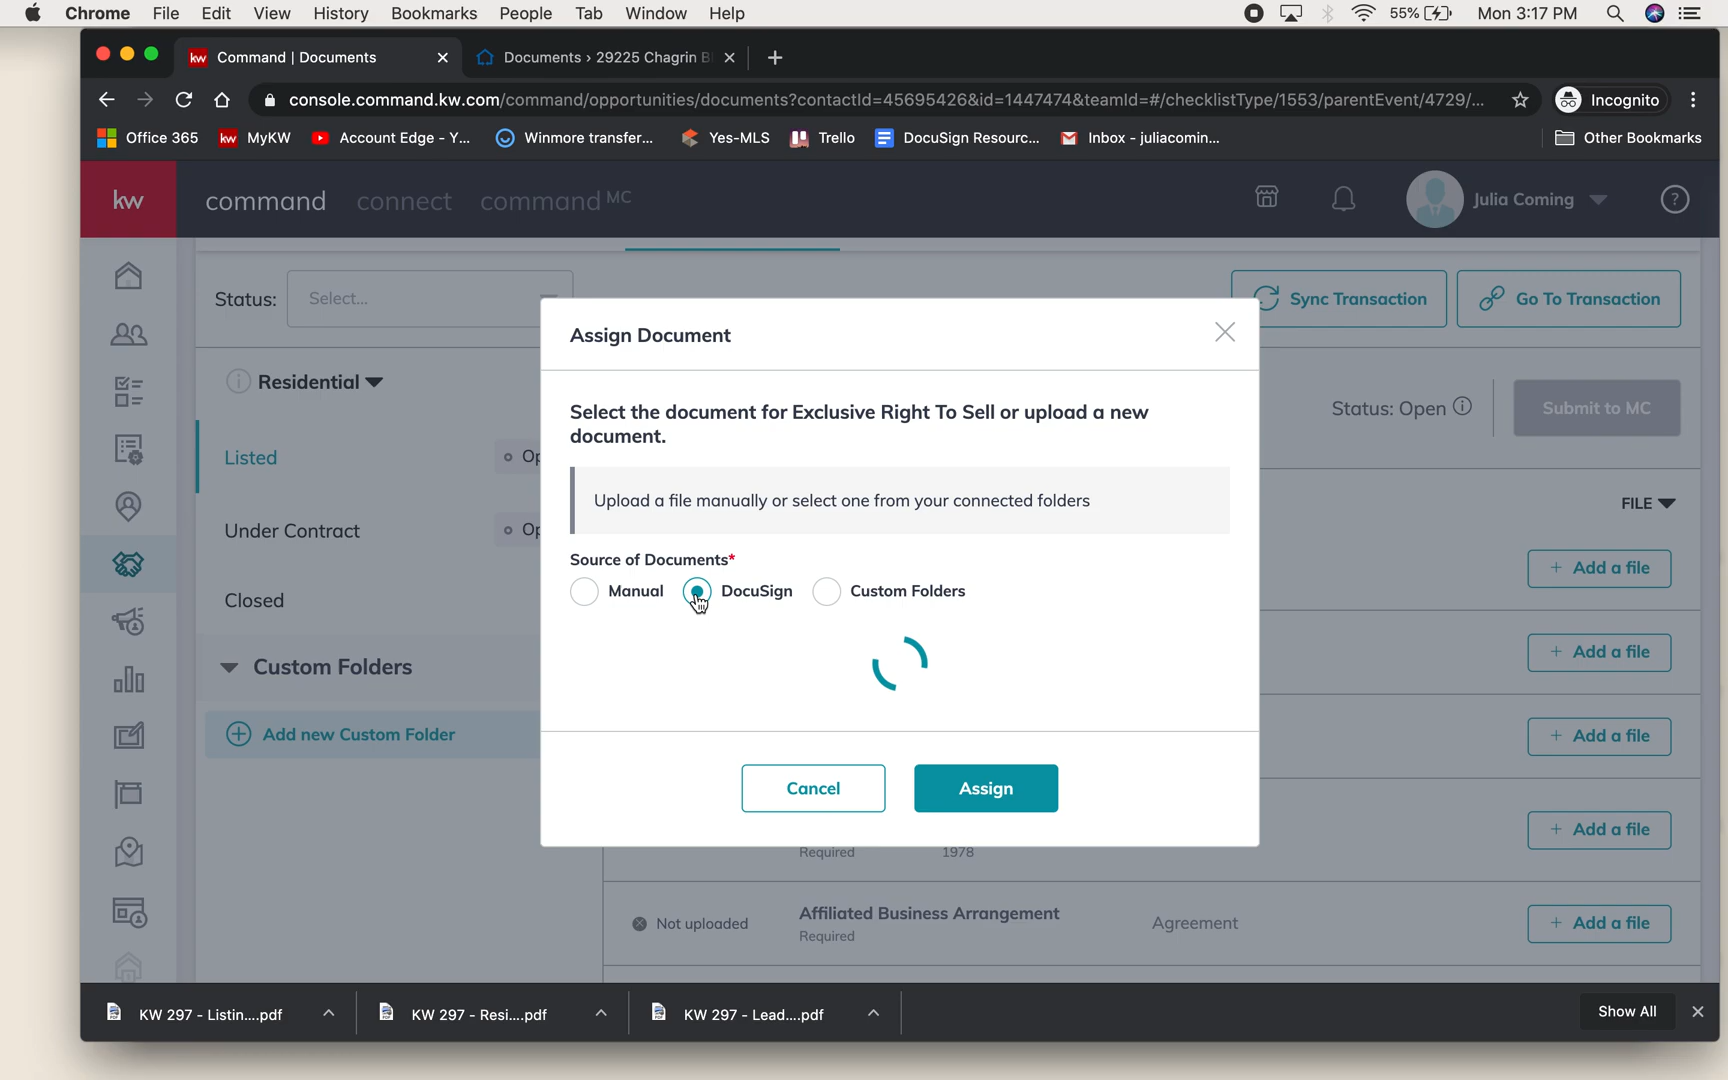 Chrome File Edit View History Bookmarks People Tab Window Help 55% Mon 3:17 PM
kw Command | Documents Documents › 29225 Chagrin B
console.command.kw.com/command/opportunities/documents?contactId=45695426&id=1447474&teamId=#/checklistType/1553/parentEvent/4729/... Incognito
Office 365 kw MyKW Account Edge - Y... Winmore transfer... Yes-MLS Trello DocuSign Resourc... Inbox - juliacomin... Other Bookmarks
kw command connect command MC Julia Coming ?
Status: Select... Sync Transaction Go To Transaction
Assign Document
Residential
Select the document for Exclusive Right To Sell or upload a new
document.
Status: Open Submit to MC
Listed Op
Upload a file manually or select one from your connected folders
FILE
Under Contract Op
Source of Documents*
Manual DocuSign Custom Folders
+ Add a file
Closed
+ Add a file
Custom Folders
Add new Custom Folder
+ Add a file
Cancel Assign
+ Add a file
Required 1978
Not uploaded Affiliated Business Arrangement Agreement + Add a file
Required
KW 297 - Listin....pdf KW 297 - Resi....pdf KW 297 - Lead....pdf Show All